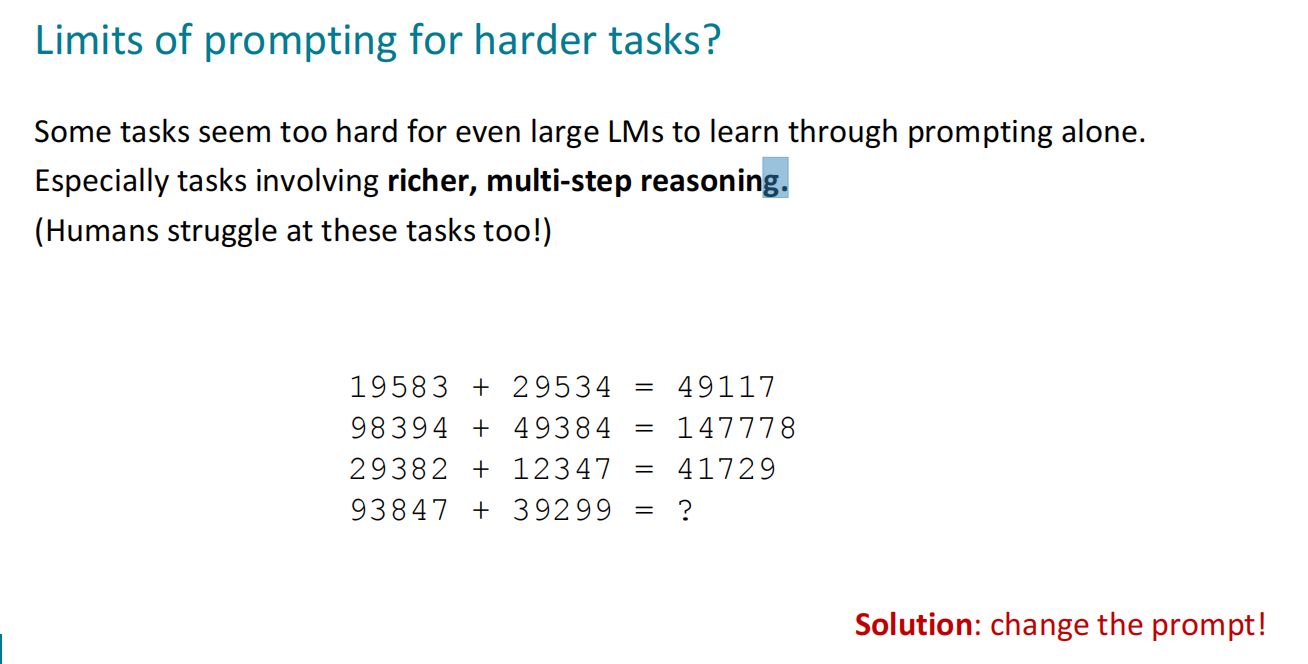 Limits of prompting for harder tasks?
Some tasks seem too hard for even large LMs to learn through prompting alone.
Especially tasks involving richer, multi-step reasoning.
(Humans struggle at these tasks too!)
19583 + 29534 = 49117
98394 + 49384 = 147778
29382 + 12347 = 41729
93847 + 39299 = ?
Solution: change the prompt!